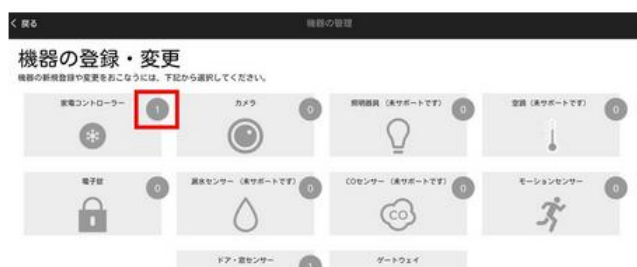 戻る
機器の管理
機器の登録・変更
機器の新規登録や変更をおこなうには、下記から選択してください。
家電コントローラー
1
カメラ
0
照明器具（未サポートです）
0
空調（未サポートです）
0
電子錠
0
漏水センサー（未サポートです）
0
COセンサー（未サポートです）
0
CO
モーションセンサー
0
ドア・窓センサー
1
ゲートウェイ